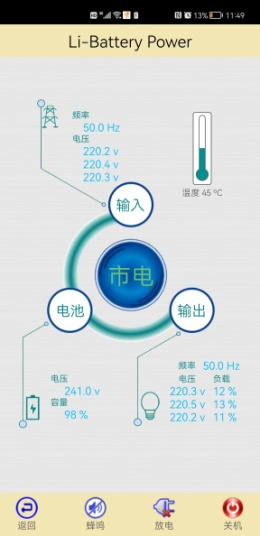 HD 13% 11:49
Li-Battery Power
频率
50.0 Hz
电压
220.2 v
220.4 v
220.3 v
温度 45 ºC
输入
市电
电池
输出
电压
241.0 v
容量
98 %
频率 50.0 Hz
电压 负载
220.3 v 12 %
220.5 v 13 %
220.2 v 11 %
返回 蜂鸣 放电 关机